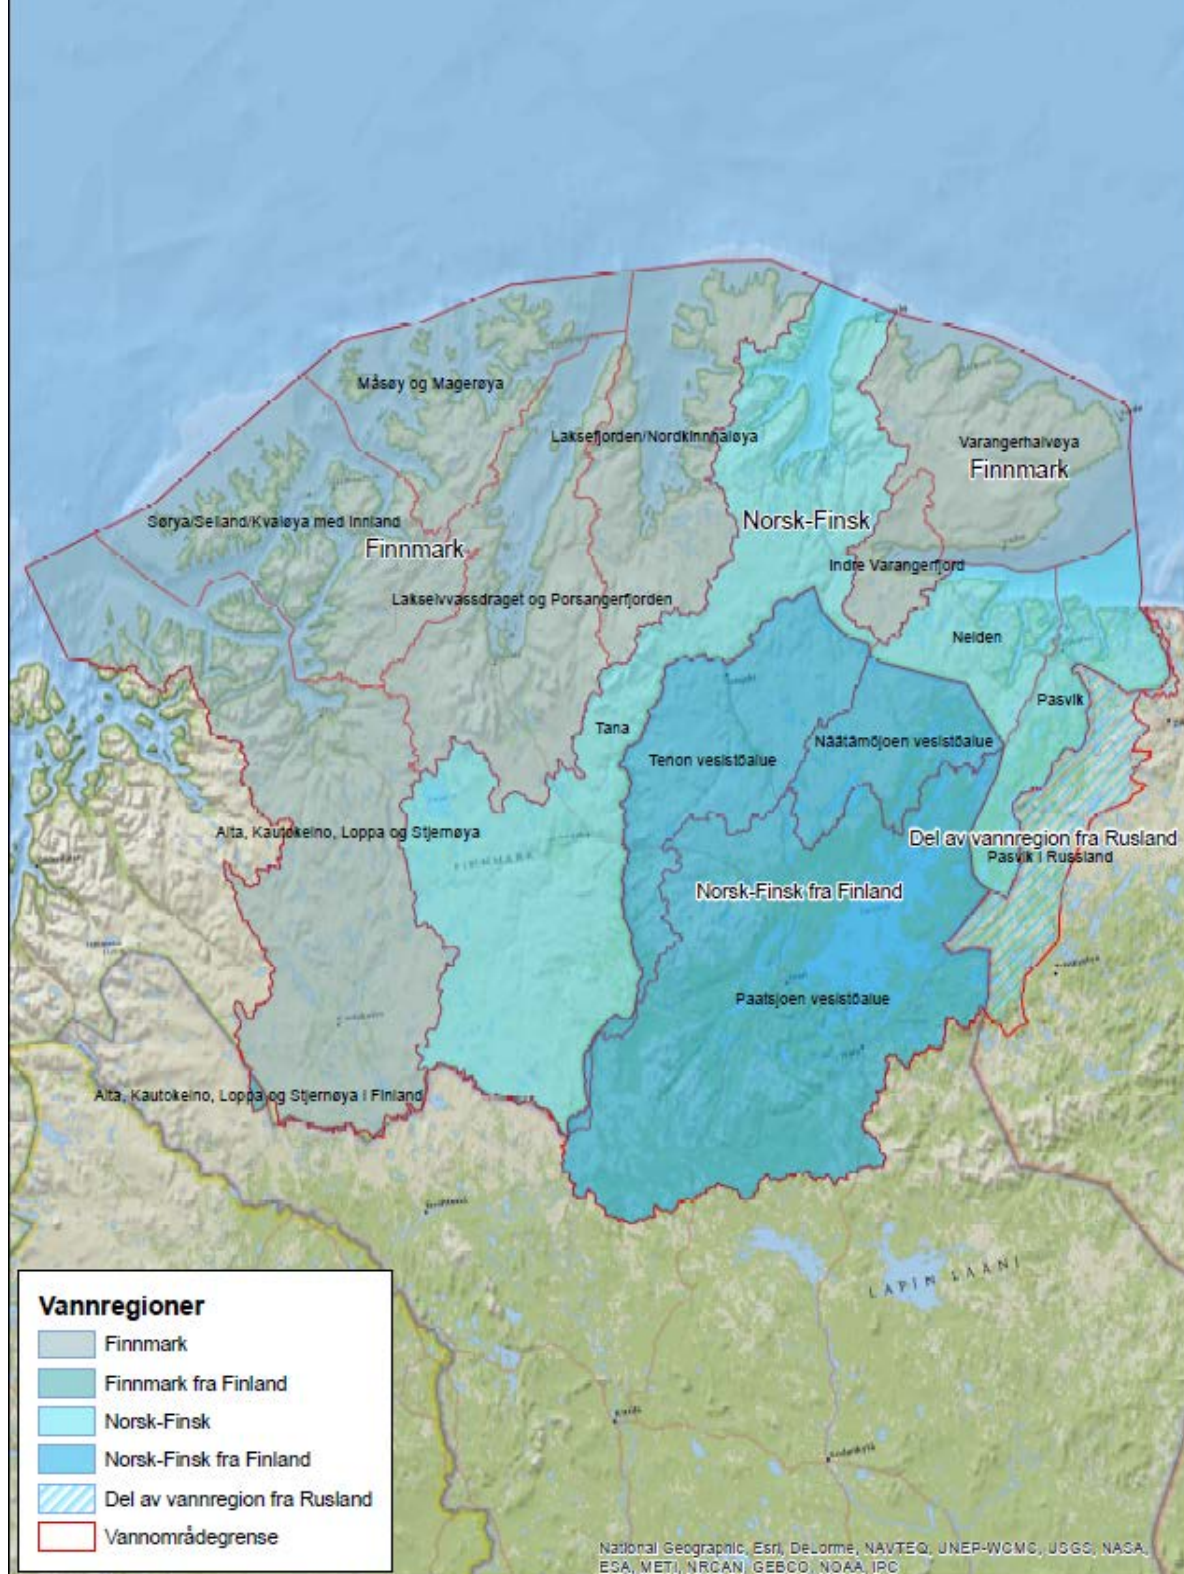 Måsøy og Magerøya
Laksefjorden/Nordkinnhaløya
Varangerhalvøya
Finnmark
Sørya/Seiland/Kvaløya med Innland
Norsk-Finsk
Finnmark
Indre Varangerfjord
Lakselvvassdraget og Porsangerfjorden
Neiden
Pasvik
Tana
Näätämöjoen vesistöalue
Tenon vesistöalue
Alta, Kautokeino, Loppa og Stjernøya
Del av vannregion fra Rusland
Pasvik i Russland
FINNMARK
Norsk-Finsk fra Finland
Paatsjoen vesistöalue
Alta, Kautokeino, Loppa og Stjernøya i Finland
LAPIN LÄÄNI
Vannregioner
Finnmark
Finnmark fra Finland
Norsk-Finsk
Norsk-Finsk fra Finland
Del av vannregion fra Rusland
Vannområdegrense
National Geographic, Esri, DeLorme, NAVTEQ, UNEP-WCMC, USGS, NASA,
ESA, METI, NRCAN, GEBCO, NOAA, IPC